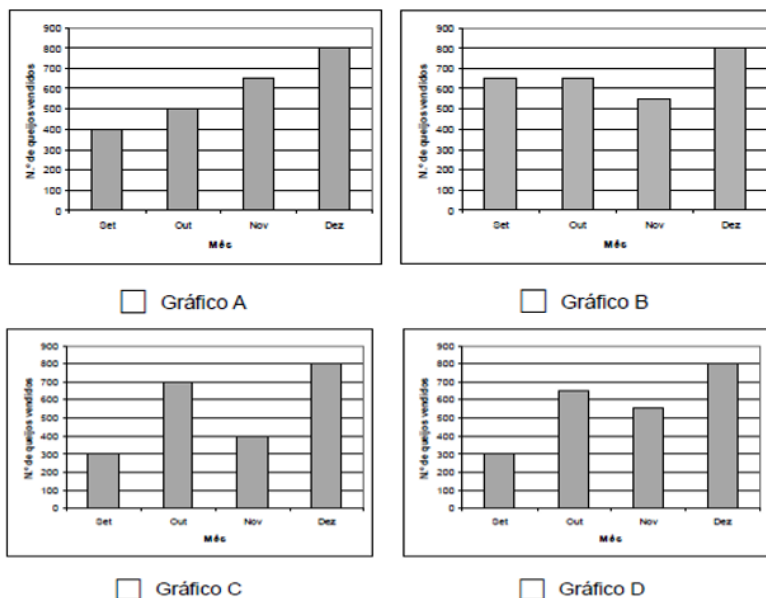 900
800
700
600
500
400
300
200
100
0
N.º de queijos vendidos
Set Out Nov Dez
Mês
Gráfico A
900
800
700
600
500
400
300
200
100
0
N.º de queijos vendidos
Set Out Nov Dez
Mês
Gráfico B
900
800
700
600
500
400
300
200
100
0
N.º de queijos vendidos
Set Out Nov Dez
Mês
Gráfico C
900
800
700
600
500
400
300
200
100
0
N.º de queijos vendidos
Set Out Nov Dez
Mês
Gráfico D